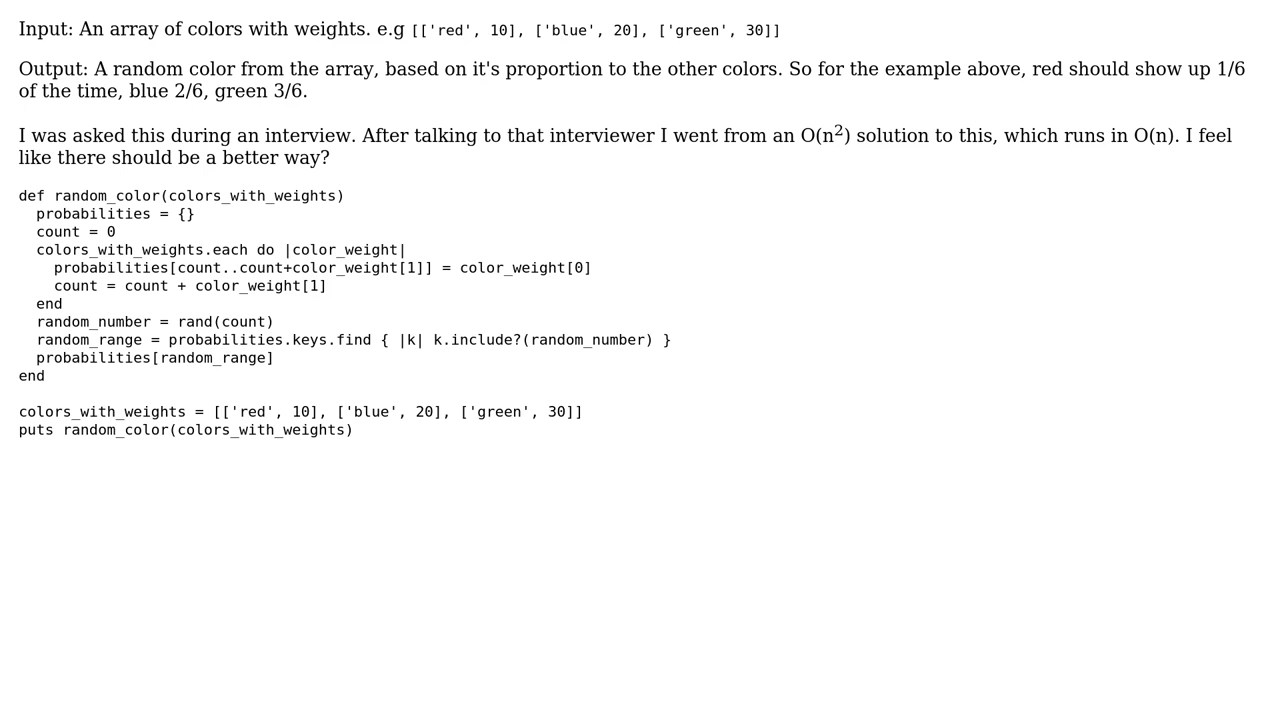 Input: An array of colors with weights. e.g [['red', 10], ['blue', 20], ['green', 30]]
Output: A random color from the array, based on it's proportion to the other colors. So for the example above, red should show up 1/6
of the time, blue 2/6, green 3/6.
I was asked this during an interview. After talking to that interviewer I went from an O(n²) solution to this, which runs in O(n). I feel
like there should be a better way?
def random_color(colors_with_weights)
  probabilities = {}
  count = 0
  colors_with_weights.each do |color_weight|
    probabilities[count..count+color_weight[1]] = color_weight[0]
    count = count + color_weight[1]
  end
  random_number = rand(count)
  random_range = probabilities.keys.find { |k| k.include?(random_number) }
  probabilities[random_range]
end
colors_with_weights = [['red', 10], ['blue', 20], ['green', 30]]
puts random_color(colors_with_weights)